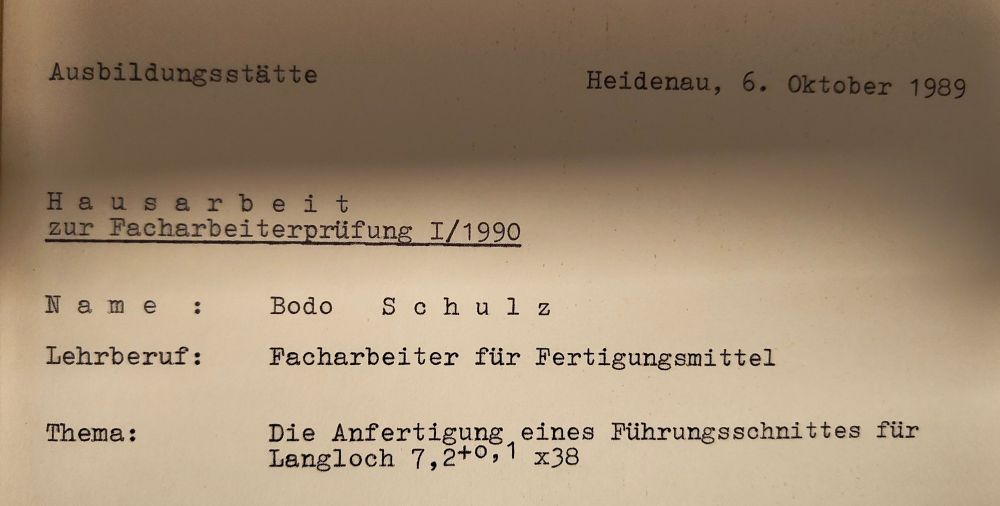 Ausbildungsstätte
Heidenau, 6. Oktober 1989
H a u s a r b e i t
zur Facharbeiterprüfung I/1990
N a m e : Bodo S c h u l z
Lehrberuf: Facharbeiter für Fertigungsmittel
Thema: Die Anfertigung eines Führungsschnittes für
Langloch 7,2+0,1 x38